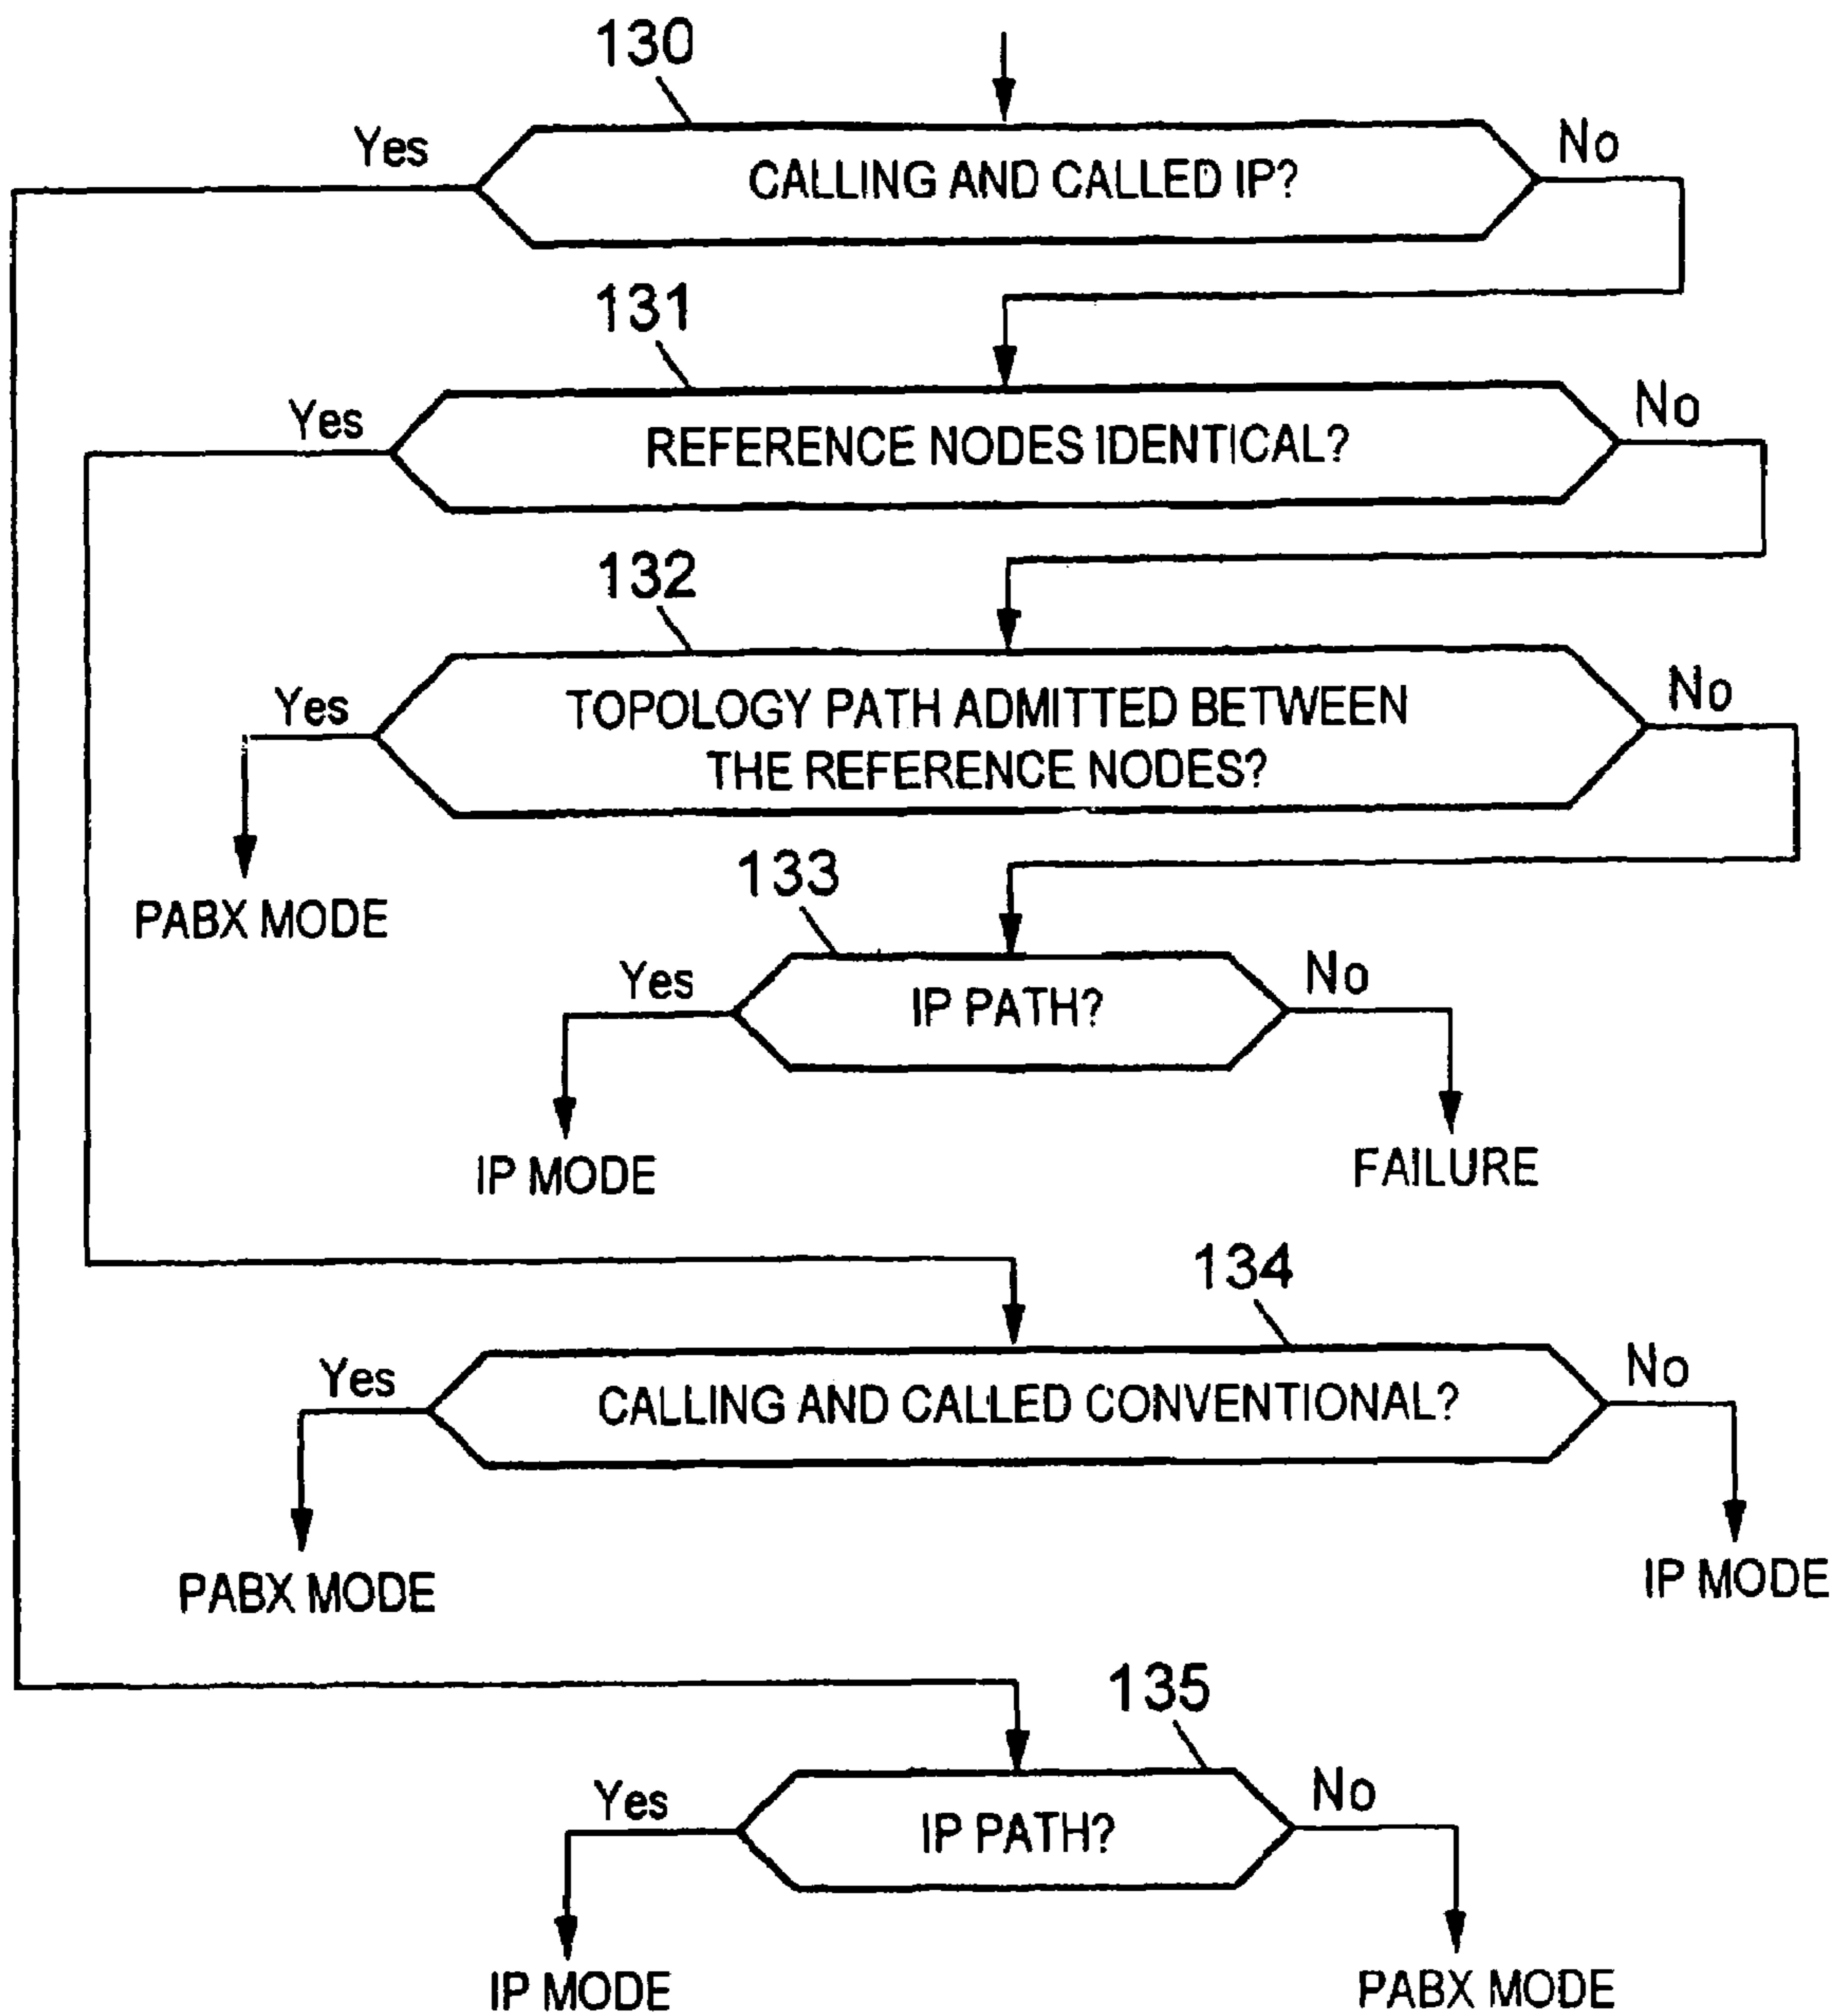 130
Yes
No
CALLING AND CALLED IP?
131
Yes
No
REFERENCE NODES IDENTICAL?
132
Yes
No
TOPOLOGY PATH ADMITTED BETWEEN
THE REFERENCE NODES?
PABX MODE
133
Yes
No
IP PATH?
IP MODE
FAILURE
134
Yes
No
CALLING AND CALLED CONVENTIONAL?
PABX MODE
IP MODE
135
Yes
No
IP PATH?
IP MODE
PABX MODE